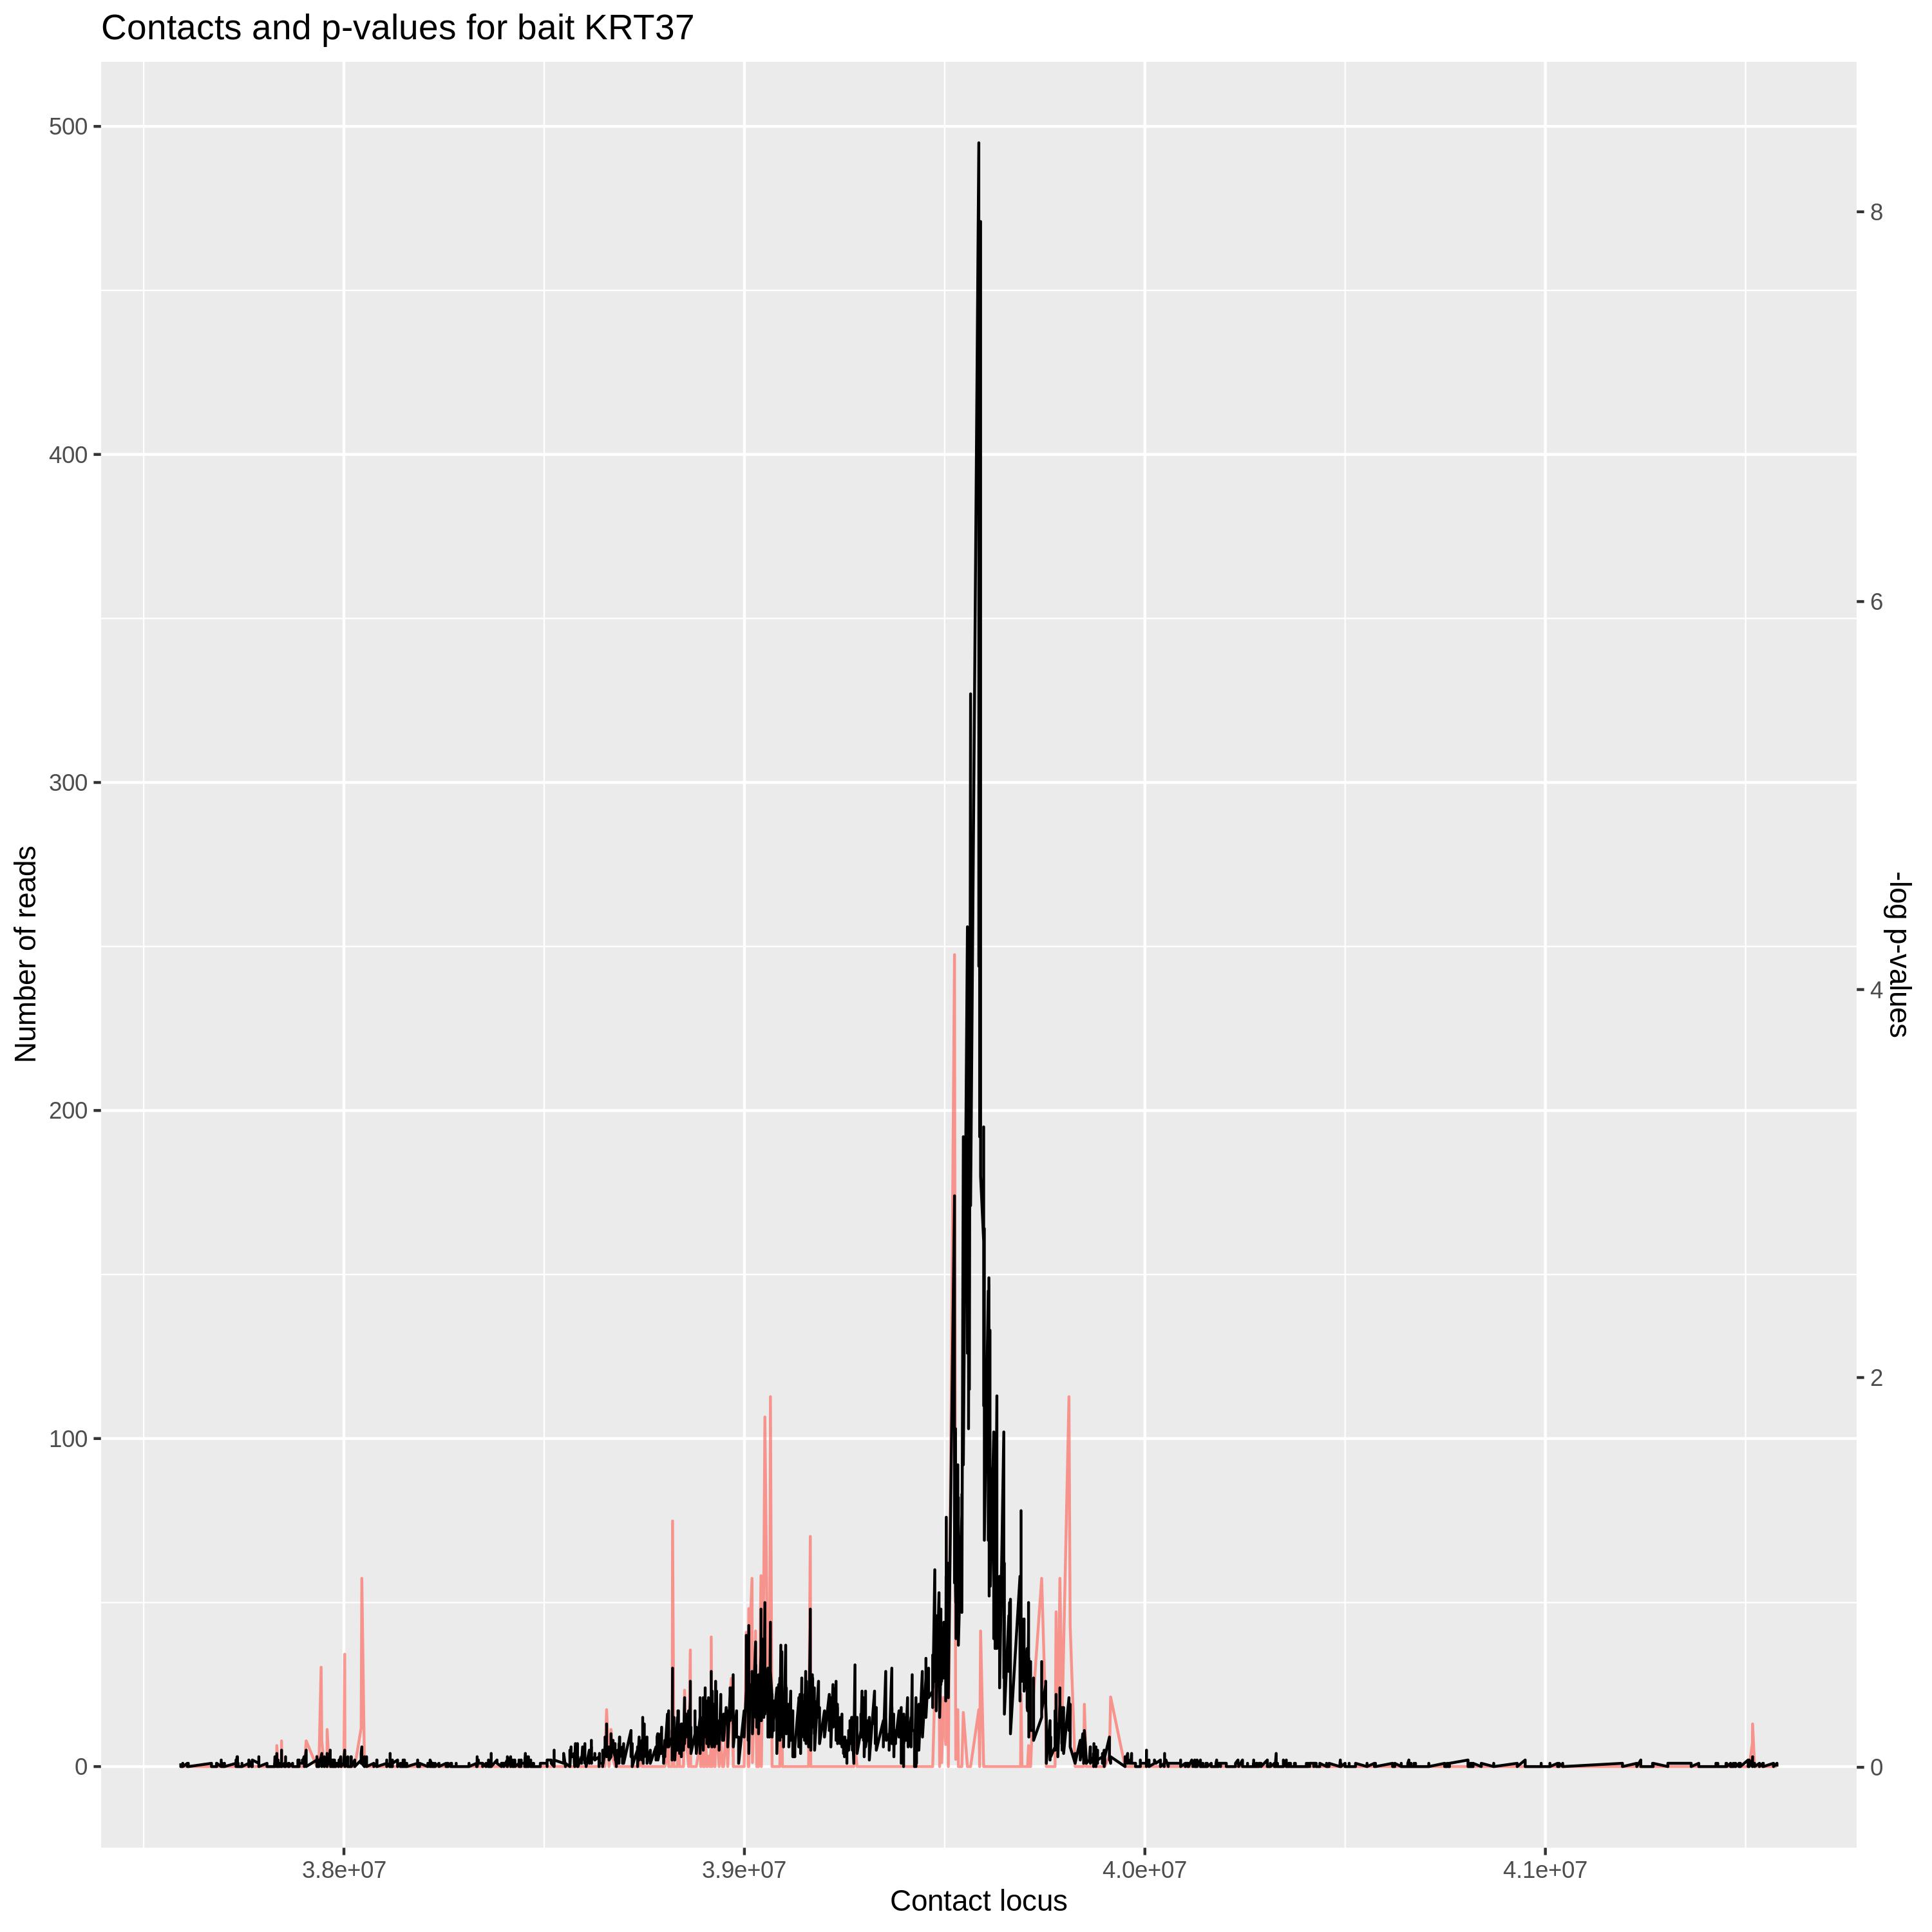 Contacts and p-values for bait KRT37
500
400
300
200
100
0
Number of reads
8
6
4
2
0
-log p-values
3.8e+07
3.9e+07
4.0e+07
4.1e+07
Contact locus